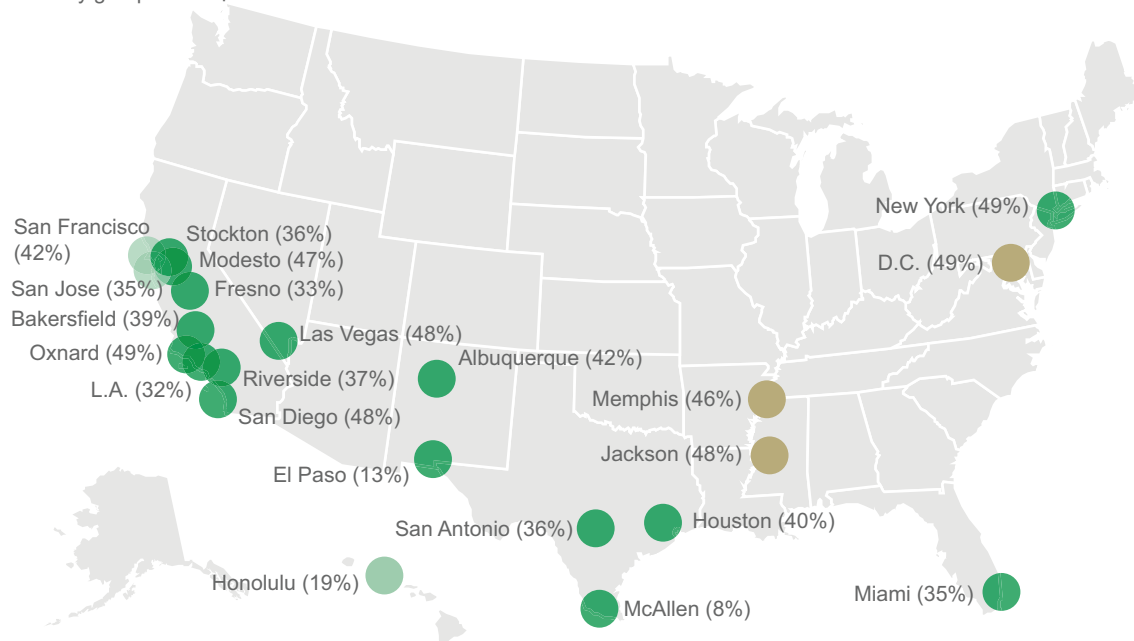 San Francisco
(42%)
Stockton (36%)
Modesto (47%)
San Jose (35%)
Fresno (33%)
Bakersfield (39%)
Las Vegas (48%)
Oxnard (49%)
Albuquerque (42%)
L.A. (32%)
Riverside (37%)
San Diego (48%)
El Paso (13%)
New York (49%)
D.C. (49%)
Memphis (46%)
Jackson (48%)
San Antonio (36%)
Houston (40%)
Honolulu (19%)
McAllen (8%)
Miami (35%)